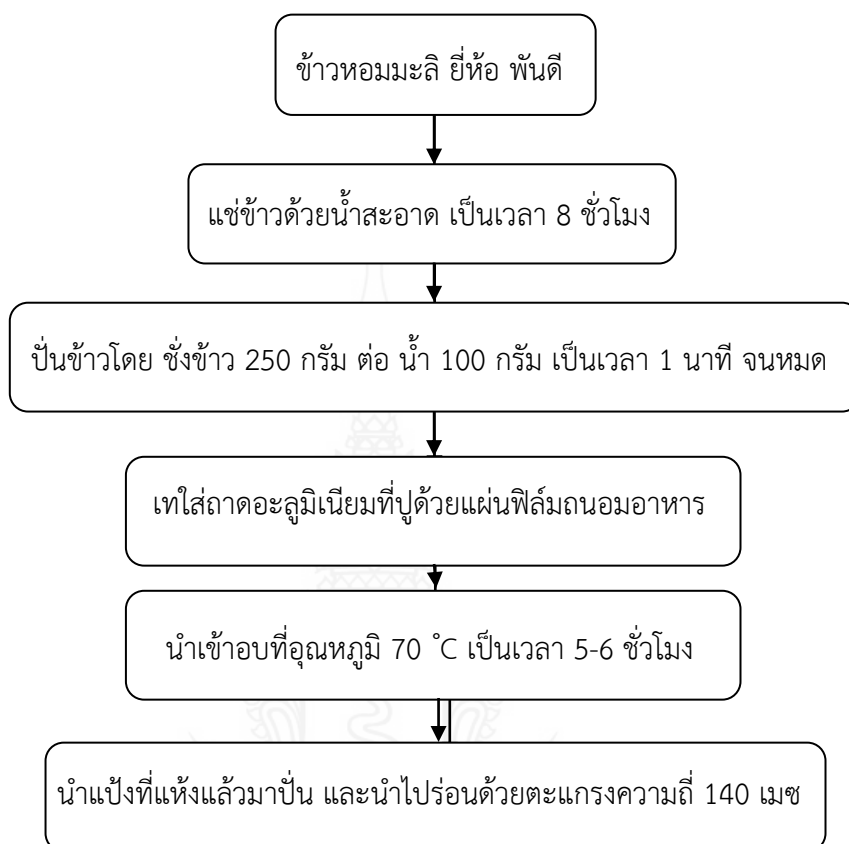 ข้าวหอมมะลิ ยี่ห้อ พันดี
แช่ข้าวด้วยน้ำสะอาด เป็นเวลา 8 ชั่วโมง
ปั่นข้าวโดย ชั่งข้าว 250 กรัม ต่อ น้ำ 100 กรัม เป็นเวลา 1 นาที จนหมด
เทใส่ถาดอะลูมิเนียมที่ปูด้วยแผ่นฟิล์มถนอมอาหาร
นำเข้าอบที่อุณหภูมิ 70 ˚C เป็นเวลา 5-6 ชั่วโมง
นำแป้งที่แห้งแล้วมาปั่น และนำไปร่อนด้วยตะแกรงความถี่ 140 เมซ